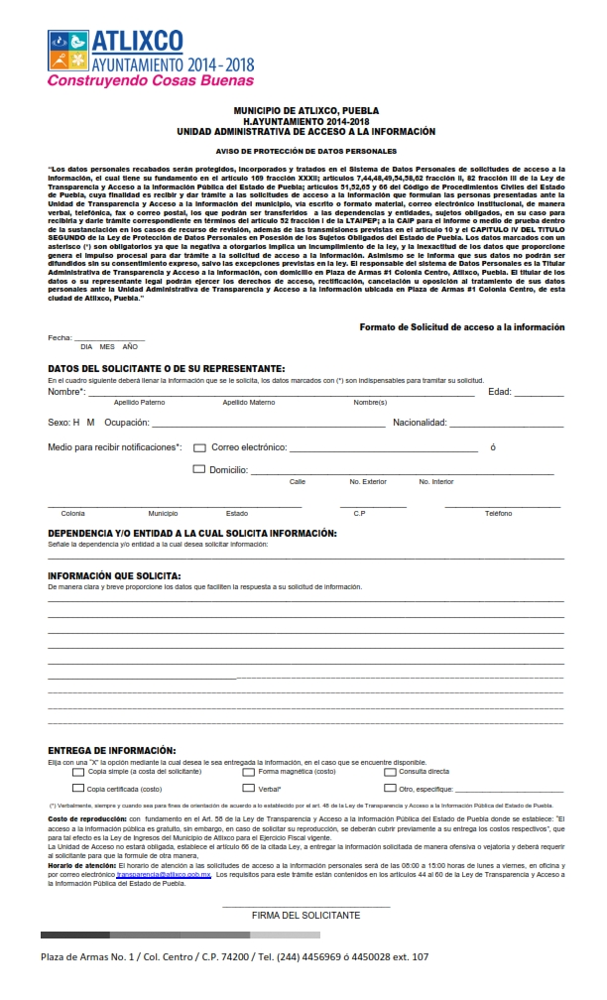 ATLIXCO
AYUNTAMIENTO 2014-2018
Construyendo Cosas Buenas
MUNICIPIO DE ATLIXCO, PUEBLA
H.AYUNTAMIENTO 2014-2018
UNIDAD ADMINISTRATIVA DE ACCESO A LA INFORMACIÓN
AVISO DE PROTECCIÓN DE DATOS PERSONALES
"Los datos personales recabados serán protegidos, incorporados y tratados en el Sistema de Datos Personales de solicitudes de acceso a la
información, el cual tiene su fundamento en el artículo 169 fracción XXXII; artículos 7,44,48,49,54,58,62 fracción II, 82 fracción III de la Ley de
Transparencia y Acceso a la Información Pública del Estado de Puebla; artículos 51,52,65 y 66 del Código de Procedimientos Civiles del Estado
de Puebla, cuya finalidad es recibir y dar trámite a las solicitudes de acceso a la información que formulan las personas presentadas ante la
Unidad de Transparencia y Acceso a la Información del municipio, vía escrito o formato material, correo electrónico institucional, de manera
verbal, telefónica, fax o correo postal, los que podrán ser transferidos a las dependencias y entidades, sujetos obligados, en su caso para
recibirla y darle trámite correspondiente en términos del artículo 52 fracción I de la LTAIPEP; a la CAIP para el informe o medio de prueba dentro
de la sustanciación en los casos de recurso de revisión, además de las transmisiones previstas en el artículo 10 y el CAPITULO IV DEL TITULO
SEGUNDO de la Ley de Protección de Datos Personales en Posesión de los Sujetos Obligados del Estado de Puebla. Los datos marcados con un
asterisco (*) son obligatorios ya que la negativa a otorgarlos implica un incumplimiento de la ley, y la inexactitud de los datos que proporcione
genera el impulso procesal para dar trámite a la solicitud de acceso a la información. Asimismo se le informa que sus datos no podrán ser
difundidos sin su consentimiento expreso, salvo las excepciones previstas en la ley. El responsable del sistema de Datos Personales es la Titular
Administrativa de Acceso y Transparencia, con domicilio en Plaza de Armas #1 Colonia Centro, Atlixco, Puebla. El titular de los
datos o su representante legal podrán ejercer los derechos de acceso, rectificación, cancelación u oposición al tratamiento de sus datos
personales ante la Unidad Administrativa de Transparencia y Acceso a la Información ubicada en Plaza de Armas #1 Colonia Centro, de esta
ciudad de Atlixco, Puebla."
Formato de Solicitud de acceso a la información
Fecha: _______________
DIA MES AÑO
DATOS DEL SOLICITANTE O DE SU REPRESENTANTE:
En el cuadro siguiente deberá llenar la información que se le solicita, los datos marcados con (*) son indispensables para tramitar su solicitud.
Nombre*: Edad:
Apellido Paterno Apellido Materno Nombre(s)
Sexo: H M Ocupación: Nacionalidad:
Medio para recibir notificaciones*: Correo electrónico: ó
Domicilio:
Calle No. Exterior No. Interior
Colonia Municipio Estado C.P Teléfono
DEPENDENCIA Y/O ENTIDAD A LA CUAL SOLICITA INFORMACIÓN:
Señale la dependencia y/o entidad a la cual desea solicitar información:
INFORMACIÓN QUE SOLICITA:
De manera clara y breve proporcione los datos que faciliten la respuesta a su solicitud de información.
ENTREGA DE INFORMACIÓN:
Elija con una "X" la opción mediante la cual desea le sea entregada la información, en el caso que se encuentre disponible.
Copia simple (a costa del solicitante) Forma magnética (costo) Consulta directa
Copia certificada (costo) Verbal* Otro, especifique:
(*) Verbalmente, siempre y cuando sea para fines de orientación de acuerdo a lo establecido por el art. 48 de la Ley de Transparencia y Acceso a la Información Pública del Estado de Puebla.
Costo de reproducción: con fundamento en el Art. 58 de la Ley de Transparencia y Acceso a la información Pública del Estado de Puebla donde se establece: "El
acceso a la información pública es gratuito, sin embargo, en caso de solicitar su reproducción, se deberán cubrir previamente a su entrega los costos respectivos", que
para tal efecto es la Ley de Ingresos del Municipio de Atlixco para el Ejercicio Fiscal vigente.
La Unidad de Acceso no estará obligada, establece el artículo 66 de la citada Ley, a entregar la información solicitada de manera ofensiva o vejatoria y deberá requerir
al solicitante para que la formule de otra manera,
Horario de atención: El horario de atención a las solicitudes de acceso a la información personales será de las 08:00 a 15:00 horas de lunes a viernes, en oficina y
por correo electrónico transparencia@atlixco.gob.mx. Los requisitos para este trámite están contenidos en los artículos 44 al 60 de la Ley de Transparencia y Acceso a
la Información Pública del Estado de Puebla.
FIRMA DEL SOLICITANTE
Plaza de Armas No. 1 / Col. Centro / C.P. 74200 / Tel. (244) 4456969 ó 4450028 ext. 107